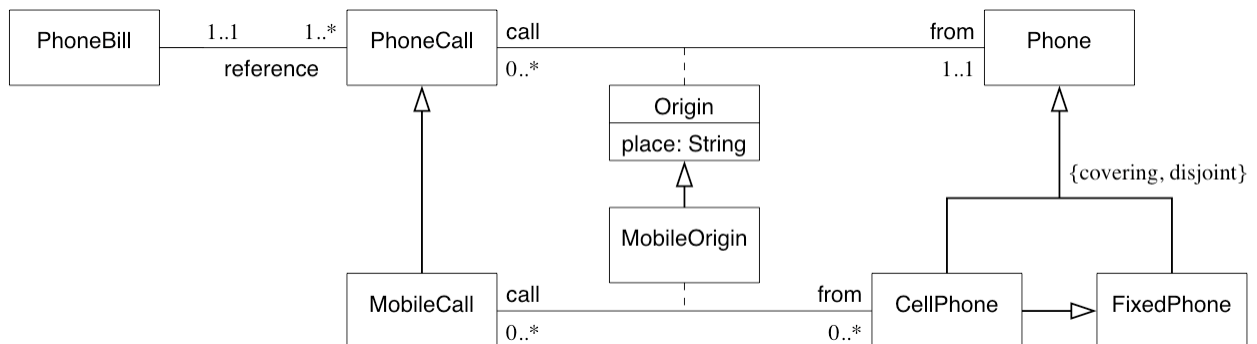 PhoneBill
1..1
1..*
reference
PhoneCall
call
0..*
from
1..1
Phone
Origin
place: String
{covering, disjoint}
MobileOrigin
MobileCall
call
0..*
from
0..*
CellPhone
FixedPhone